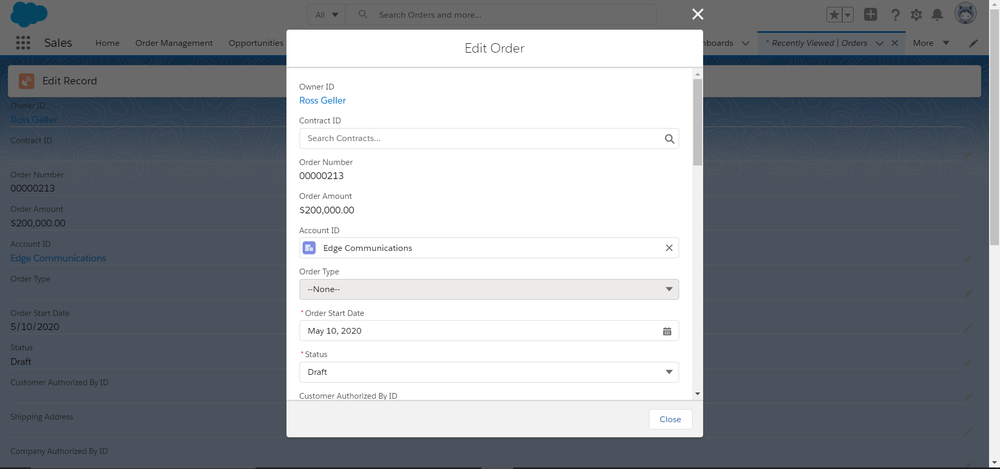 All
Search Orders and more...
Sales
Home
Order Management
Opportunities
* Recently Viewed | Orders
More
Edit Record
Owner ID
Ross Geller
Contract ID
Order Number
00000213
Order Amount
$200,000.00
Account ID
Edge Communications
Order Type
Order Start Date
5/10/2020
Status
Draft
Customer Authorized By ID
Shipping Address
Company Authorized By ID
Edit Order
Owner ID
Ross Geller
Contract ID
Search Contracts...
Order Number
00000213
Order Amount
$200,000.00
Account ID
Edge Communications
Order Type
--None--
* Order Start Date
May 10, 2020
* Status
Draft
Customer Authorized By ID
Close